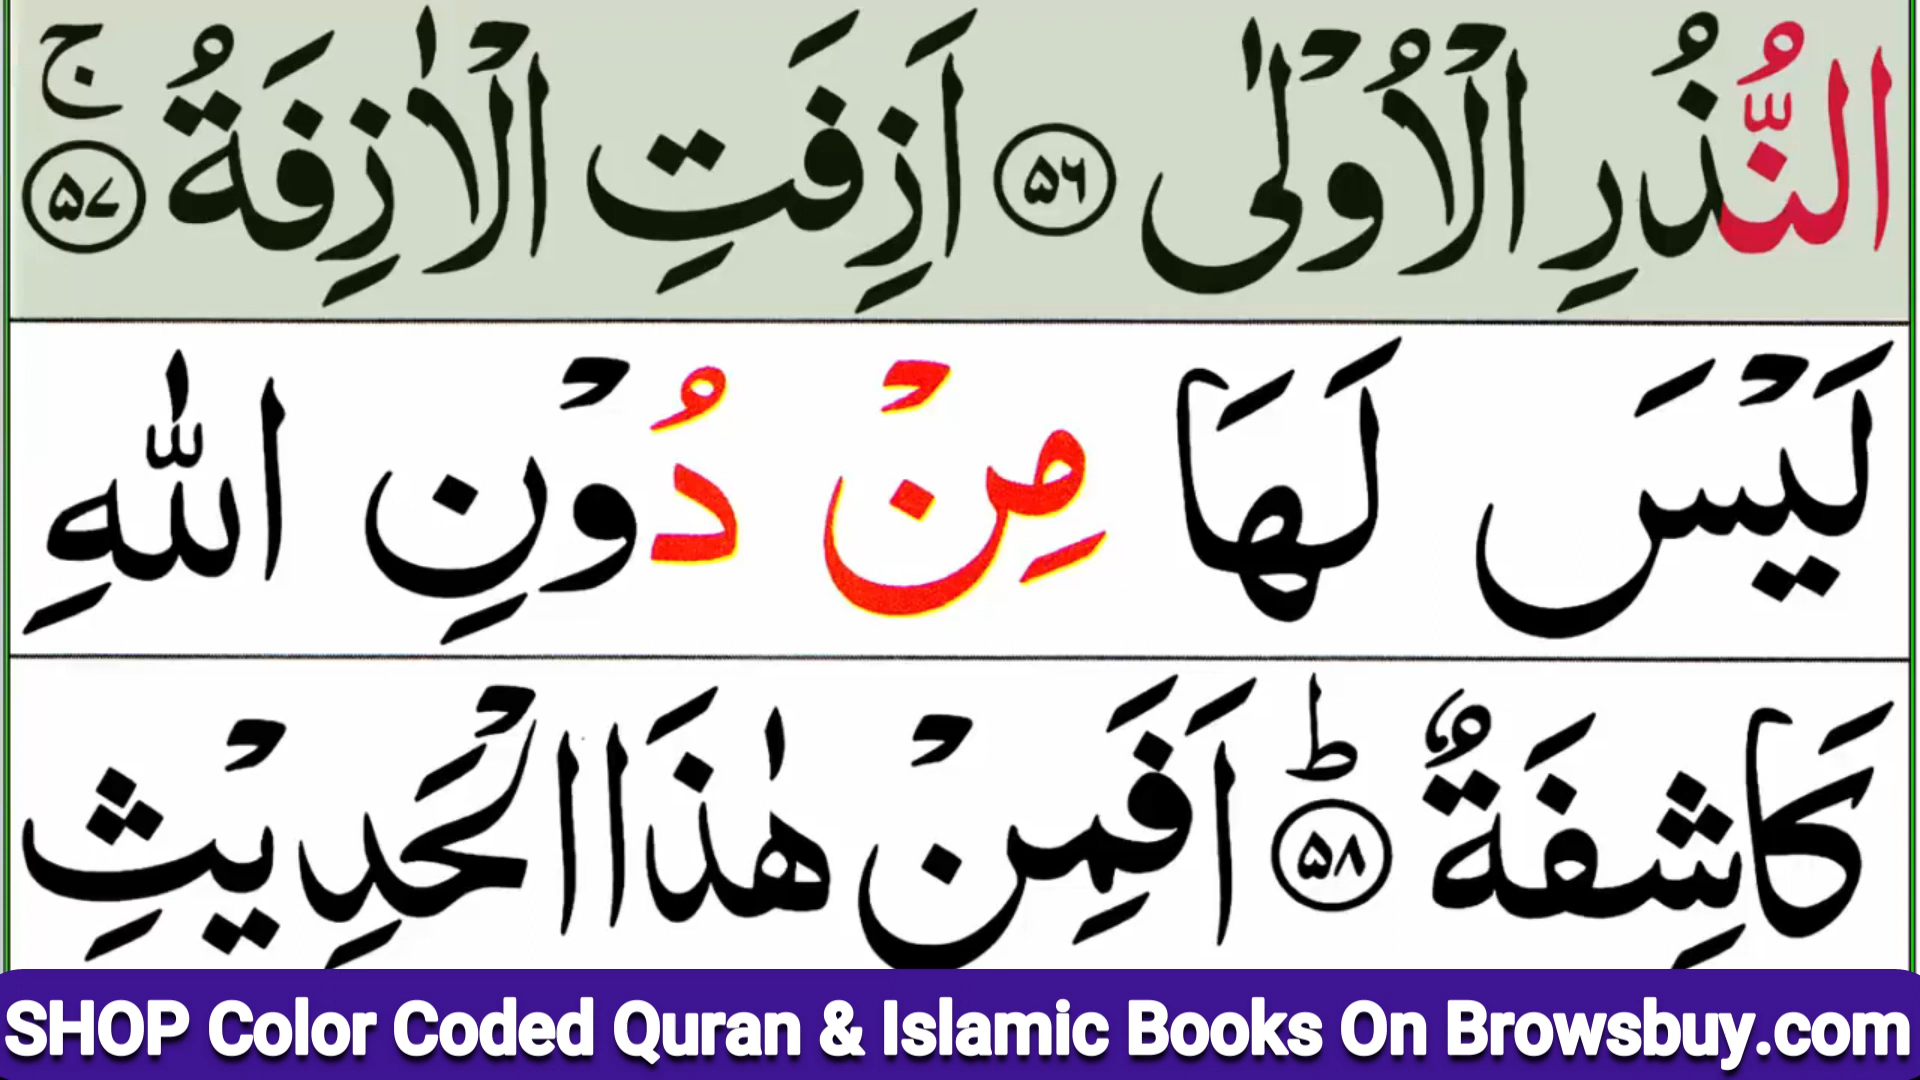 النُّذُرِ الْاُوْلٰی ۵۶ اَزِفَتِ الْاٰزِفَةُ ۵۷ ج
لَیْسَ لَهَا مِنْ دُوْنِ اللّٰهِ
كَاشِفَةٌ ۵۸ ط اَفَمِنْ هٰذَا الْحَدِیْثِ
SHOP Color Coded Quran & Islamic Books On Browsbuy.com